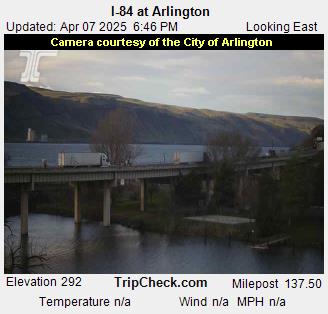 I-84 at Arlington
Updated: Apr 07 2025 6:46 PM Looking East
Camera courtesy of the City of Arlington
Elevation 292 TripCheck.com Milepost 137.50
Temperature n/a Wind n/a MPH n/a